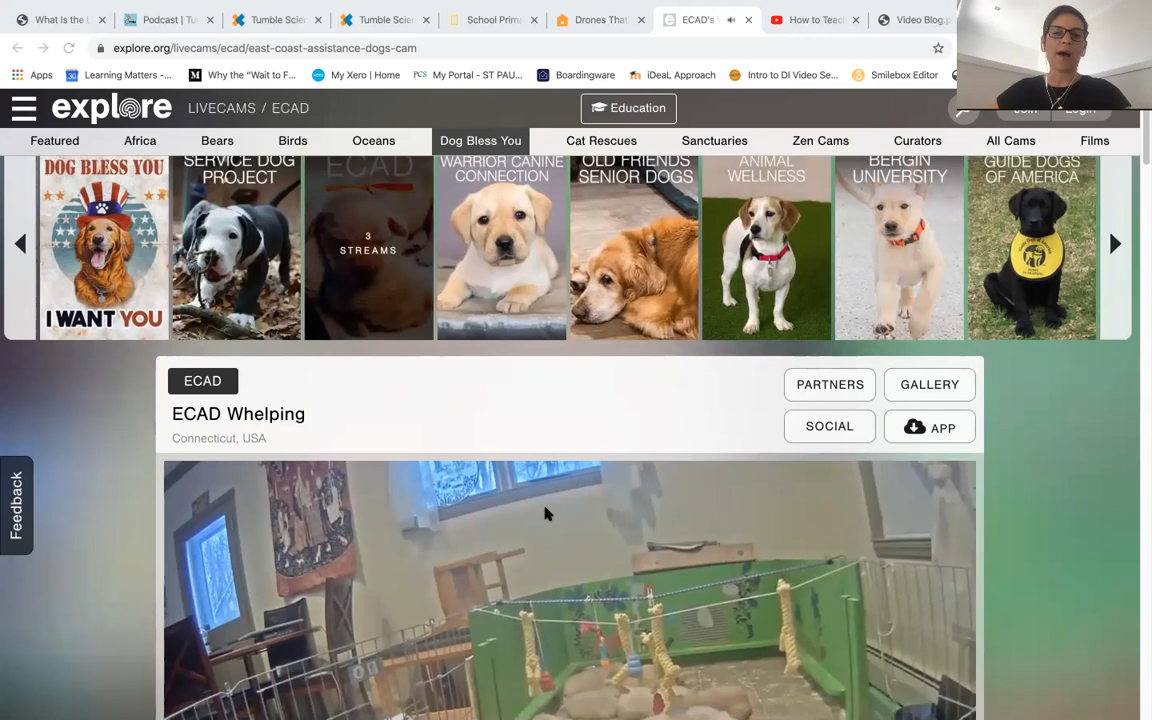 What Is the L
Podcast | Tu
Tumble Scie
Tumble Scie
School Prima
Drones That
ECAD's
How to Teac
Video Blog.p
explore.org/livecams/ecad/east-coast-assistance-dogs-cam
Apps
Learning Matters -...
Why the "Wait to F...
My Xero | Home
PCS My Portal - ST PAU...
Boardingware
iDeaL Approach
Intro to DI Video Se...
Smilebox Editor
explore LIVECAMS / ECAD
Education
Join
Login
Featured
Africa
Bears
Birds
Oceans
Dog Bless You
Cat Rescues
Sanctuaries
Zen Cams
Curators
All Cams
Films
DOG BLESS YOU
I WANT YOU
SERVICE DOG
PROJECT
ECAD
3
STREAMS
WARRIOR CANINE
CONNECTION
OLD FRIENDS
SENIOR DOGS
ANIMAL
WELLNESS
BERGIN
UNIVERSITY
GUIDE DOGS
OF AMERICA
ECAD
PARTNERS
GALLERY
ECAD Whelping
SOCIAL
APP
Connecticut, USA
Feedback